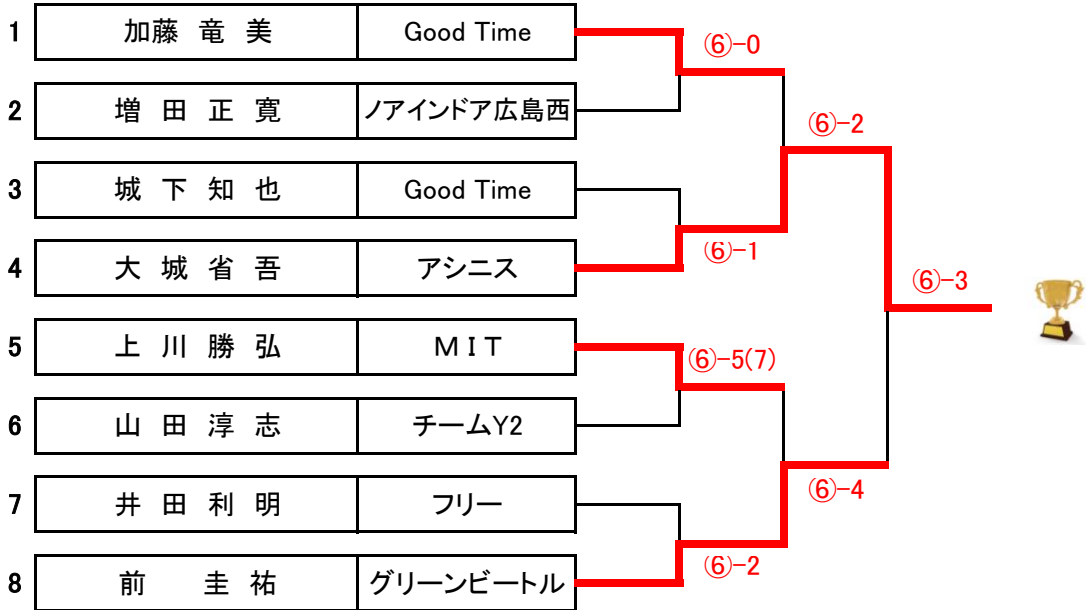 1 加藤 竜 美 Good Time
⑥-0
2 増 田 正 寛 ノアインドア広島西
⑥-2
3 城 下 知 也 Good Time
⑥-1
4 大 城 省 吾 アシニス
⑥-3
5 上 川 勝 弘 ＭＩＴ
⑥-5(7)
6 山 田 淳 志 チームY2
⑥-4
7 井 田 利 明 フリー
⑥-2
8 前 圭 祐 グリーンビートル